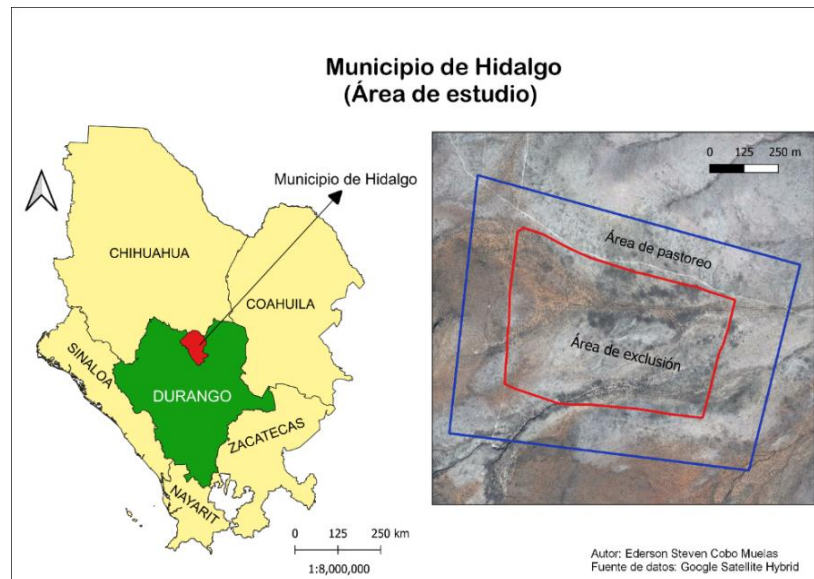 Municipio de Hidalgo
(Área de estudio)
Municipio de Hidalgo
CHIHUAHUA
COAHUILA
SINALOA
DURANGO
ZACATECAS
NAYARIT
0 125 250 km
1:8,000,000
0 125 250 m
Área de pastoreo
Área de exclusión
Autor: Ederson Steven Cobo Muelas
Fuente de datos: Google Satellite Hybrid